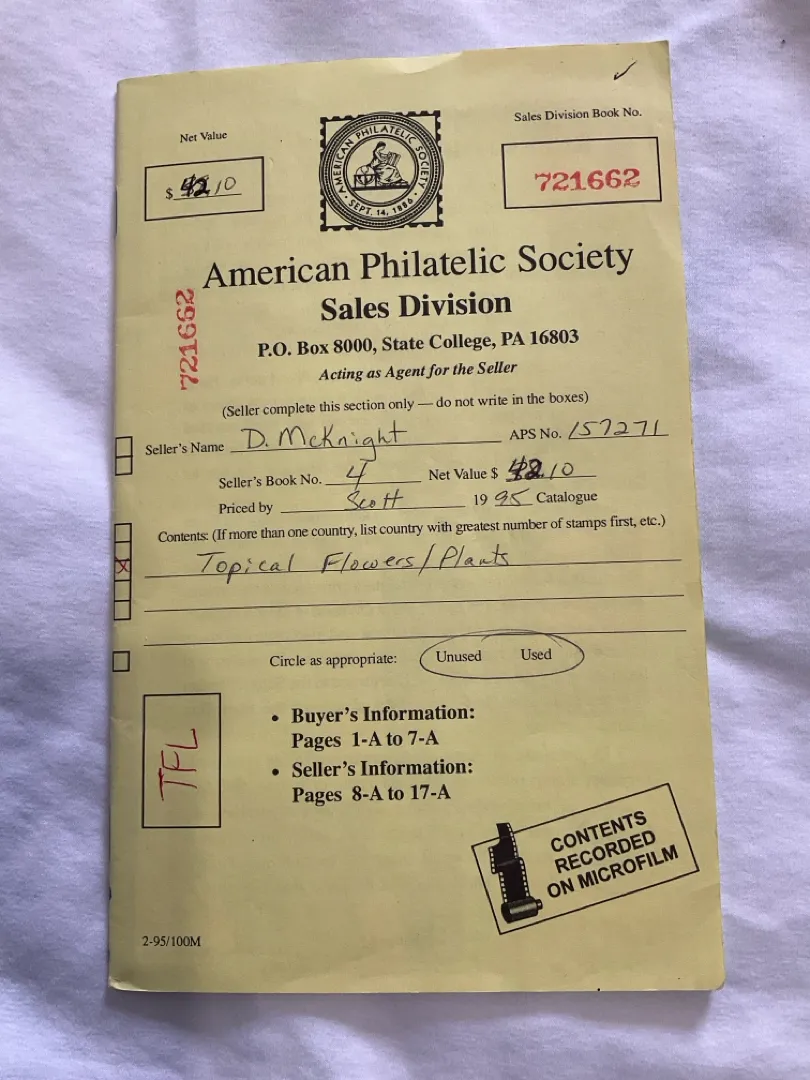 ✓
Net Value
Sales Division Book No.
AMERICAN PHILATELIC SOCIETY
• SEPT. 14, 1886 •
$ 42.10
721662
American Philatelic Society
Sales Division
721662
P.O. Box 8000, State College, PA 16803
Acting as Agent for the Seller
(Seller complete this section only — do not write in the boxes)
Seller's Name D. McKnight APS No. 157271
Seller's Book No. 4 Net Value $ 42.10
Priced by Scott 1995 Catalogue
Contents: (If more than one country, list country with greatest number of stamps first, etc.)
X Topical Flowers/Plants
Circle as appropriate: Unused Used
• Buyer's Information:
Pages 1-A to 7-A
• Seller's Information:
Pages 8-A to 17-A
TFL
CONTENTS
RECORDED
ON MICROFILM
2-95/100M